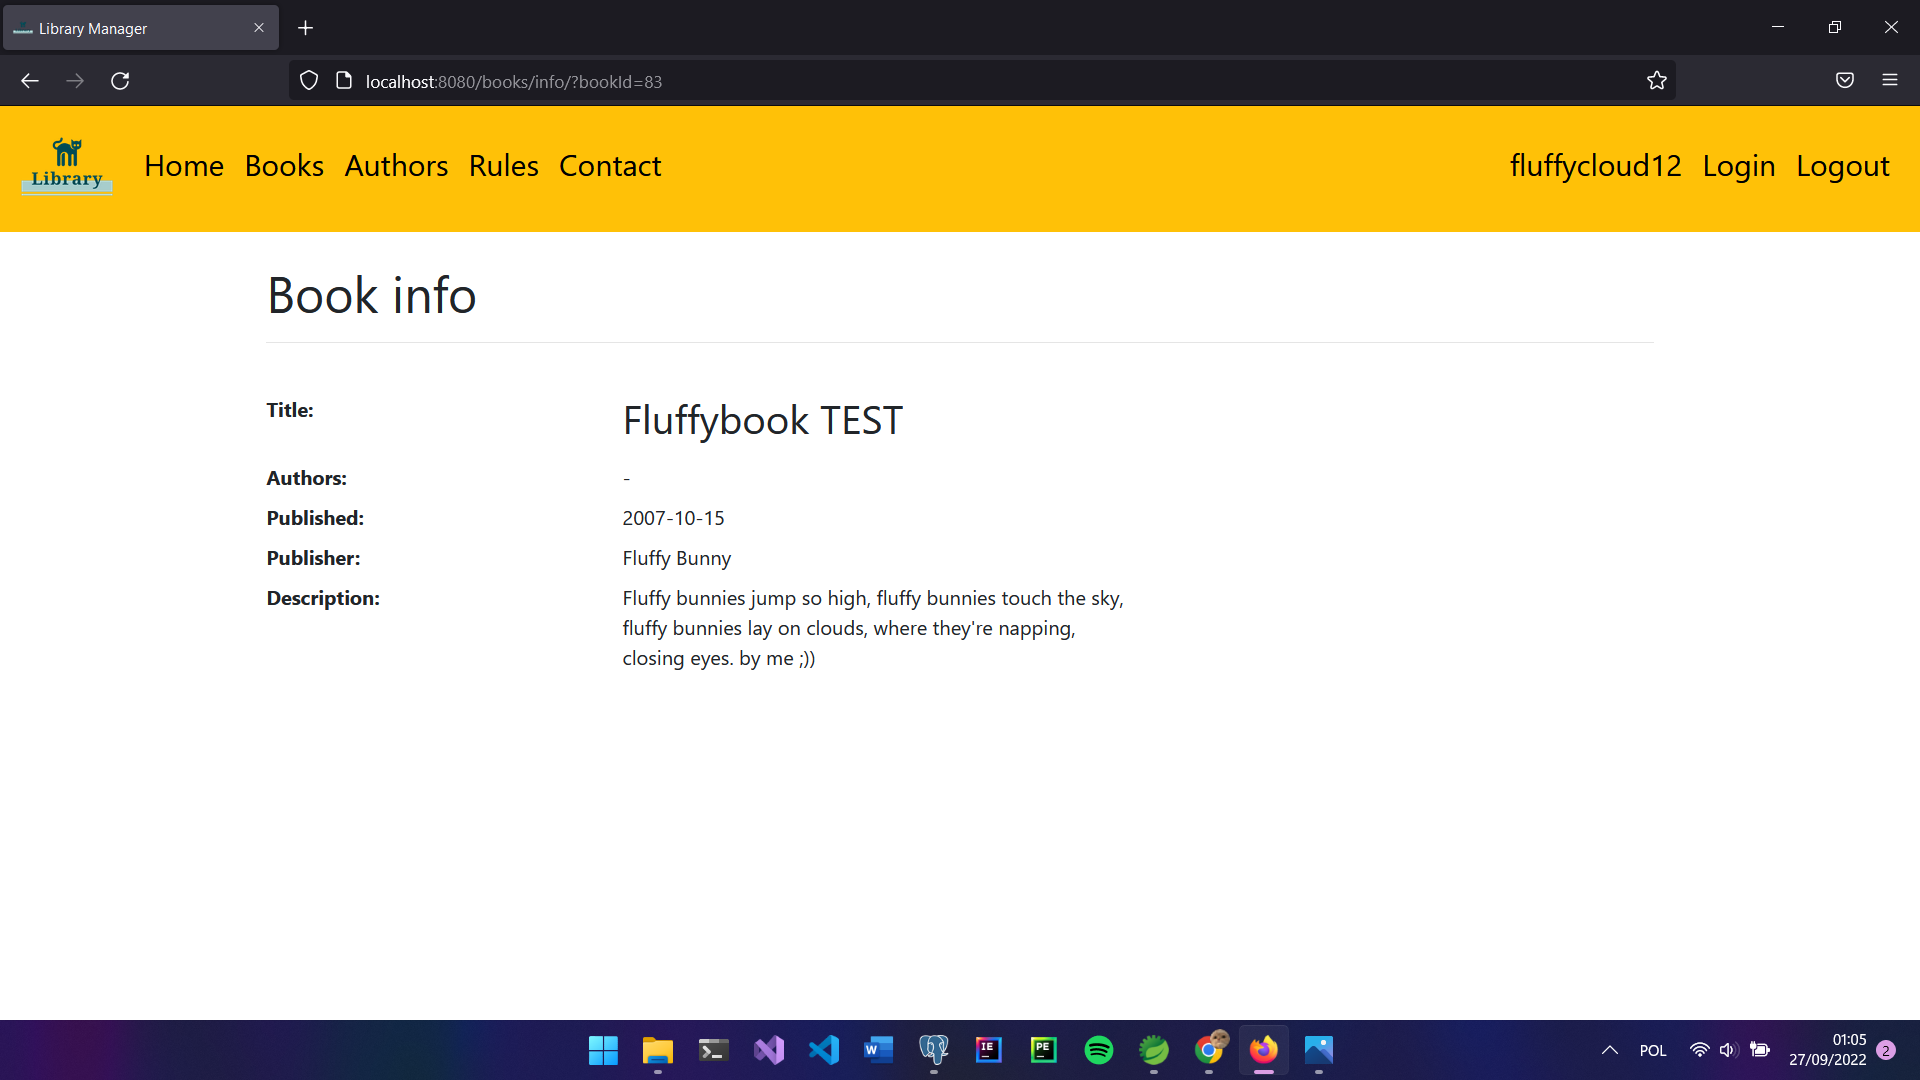 Library Manager
localhost:8080/books/info/?bookId=83
Library
Home Books Authors Rules Contact
fluffycloud12 Login Logout
Book info
Title: Fluffybook TEST
Authors: -
Published: 2007-10-15
Publisher: Fluffy Bunny
Description: Fluffy bunnies jump so high, fluffy bunnies touch the sky,
fluffy bunnies lay on clouds, where they're napping,
closing eyes. by me ;))
W
IE
PE
POL
01:05
27/09/2022
2